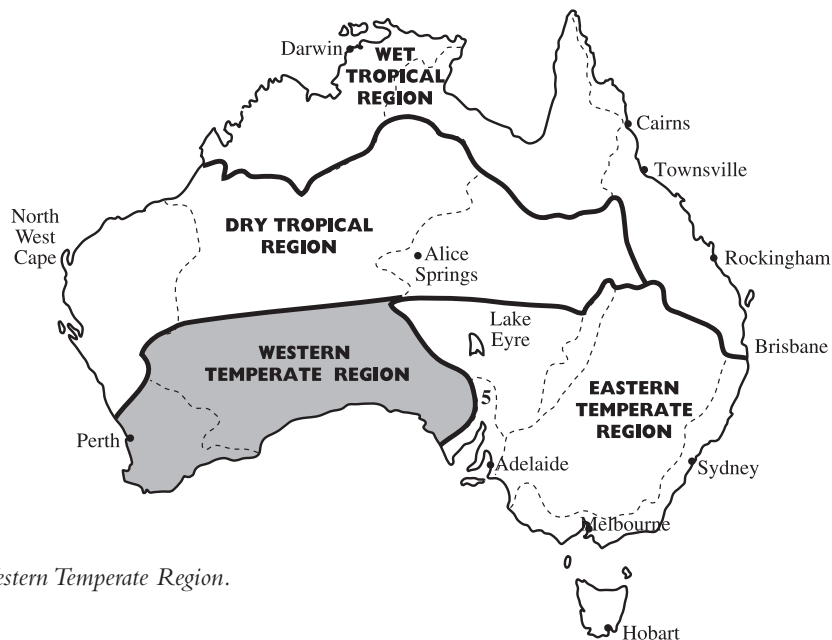 Darwin
WET
TROPICAL
REGION
Cairns
Townsville
North
West
Cape
DRY TROPICAL
REGION
Alice
Springs
Rockingham
Lake
Eyre
Brisbane
WESTERN
TEMPERATE REGION
5
EASTERN
TEMPERATE
REGION
Perth
Adelaide
Sydney
Melbourne
estern Temperate Region.
Hobart